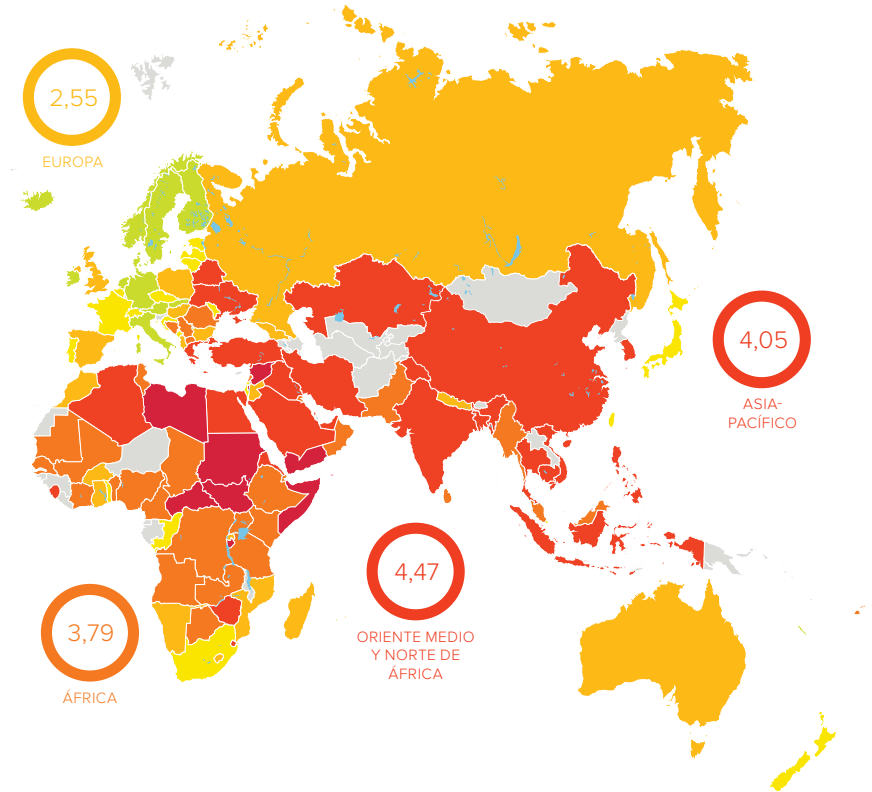 2,55
EUROPA
4,05
ASIA-
PACÍFICO
4,47
ORIENTE MEDIO
Y NORTE DE
ÁFRICA
3,79
ÁFRICA